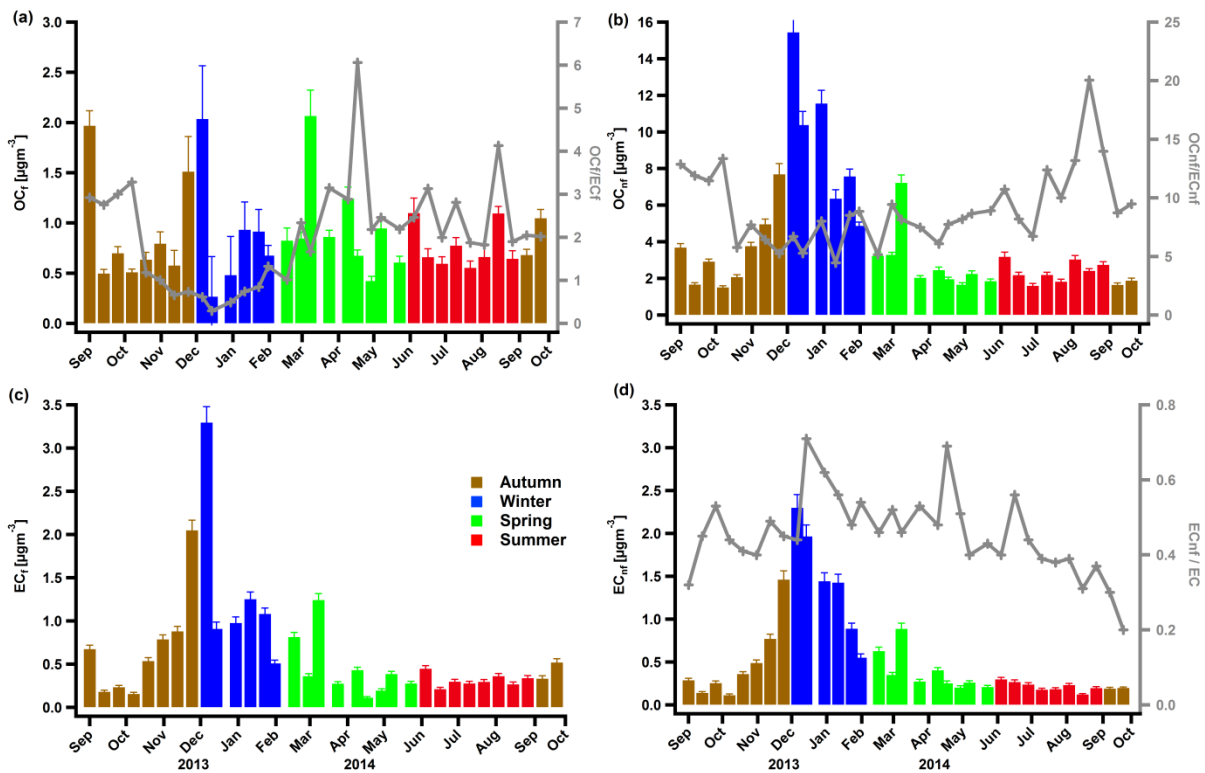 (a)
3.0
2.5
2.0
1.5
1.0
0.5
0.0
OCf [µgm-3]
7
6
5
4
3
2
1
0
OCf/ECf
Sep Oct Nov Dec Jan Feb Mar Apr May Jun Jul Aug Sep Oct
(b)
16
14
12
10
8
6
4
2
0
OCnf [µgm-3]
25
20
15
10
5
0
OCnf/ECnf
Sep Oct Nov Dec Jan Feb Mar Apr May Jun Jul Aug Sep Oct
(c)
3.5
3.0
2.5
2.0
1.5
1.0
0.5
0.0
ECf [µgm-3]
Autumn
Winter
Spring
Summer
Sep Oct Nov Dec Jan Feb Mar Apr May Jun Jul Aug Sep Oct
2013 2014
(d)
3.5
3.0
2.5
2.0
1.5
1.0
0.5
0.0
ECnf [µgm-3]
0.8
0.6
0.4
0.2
0.0
ECnf / EC
Sep Oct Nov Dec Jan Feb Mar Apr May Jun Jul Aug Sep Oct
2013 2014